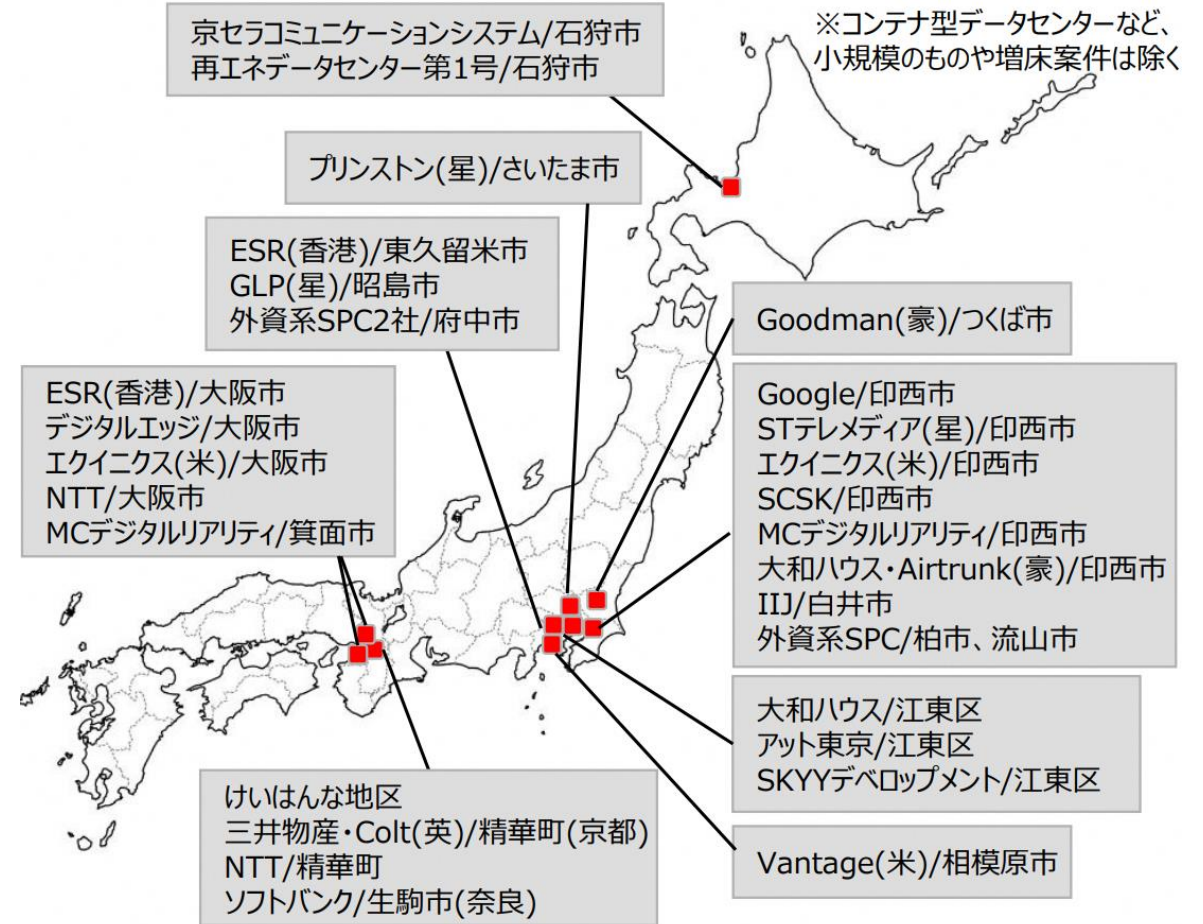 京セラコミュニケーションシステム/石狩市
再エネデータセンター第1号/石狩市
※コンテナ型データセンターなど、
小規模のものや増床案件は除く
プリンストン(星)/さいたま市
ESR(香港)/東久留米市
GLP(星)/昭島市
外資系SPC2社/府中市
Goodman(豪)/つくば市
ESR(香港)/大阪市
デジタルエッジ/大阪市
エクイニクス(米)/大阪市
NTT/大阪市
MCデジタルリアリティ/箕面市
Google/印西市
STテレメディア(星)/印西市
エクイニクス(米)/印西市
SCSK/印西市
MCデジタルリアリティ/印西市
大和ハウス・Airtrunk(豪)/印西市
IIJ/白井市
外資系SPC/柏市、流山市
大和ハウス/江東区
アット東京/江東区
SKYYデベロップメント/江東区
けいはんな地区
三井物産・Colt(英)/精華町(京都)
NTT/精華町
ソフトバンク/生駒市(奈良)
Vantage(米)/相模原市